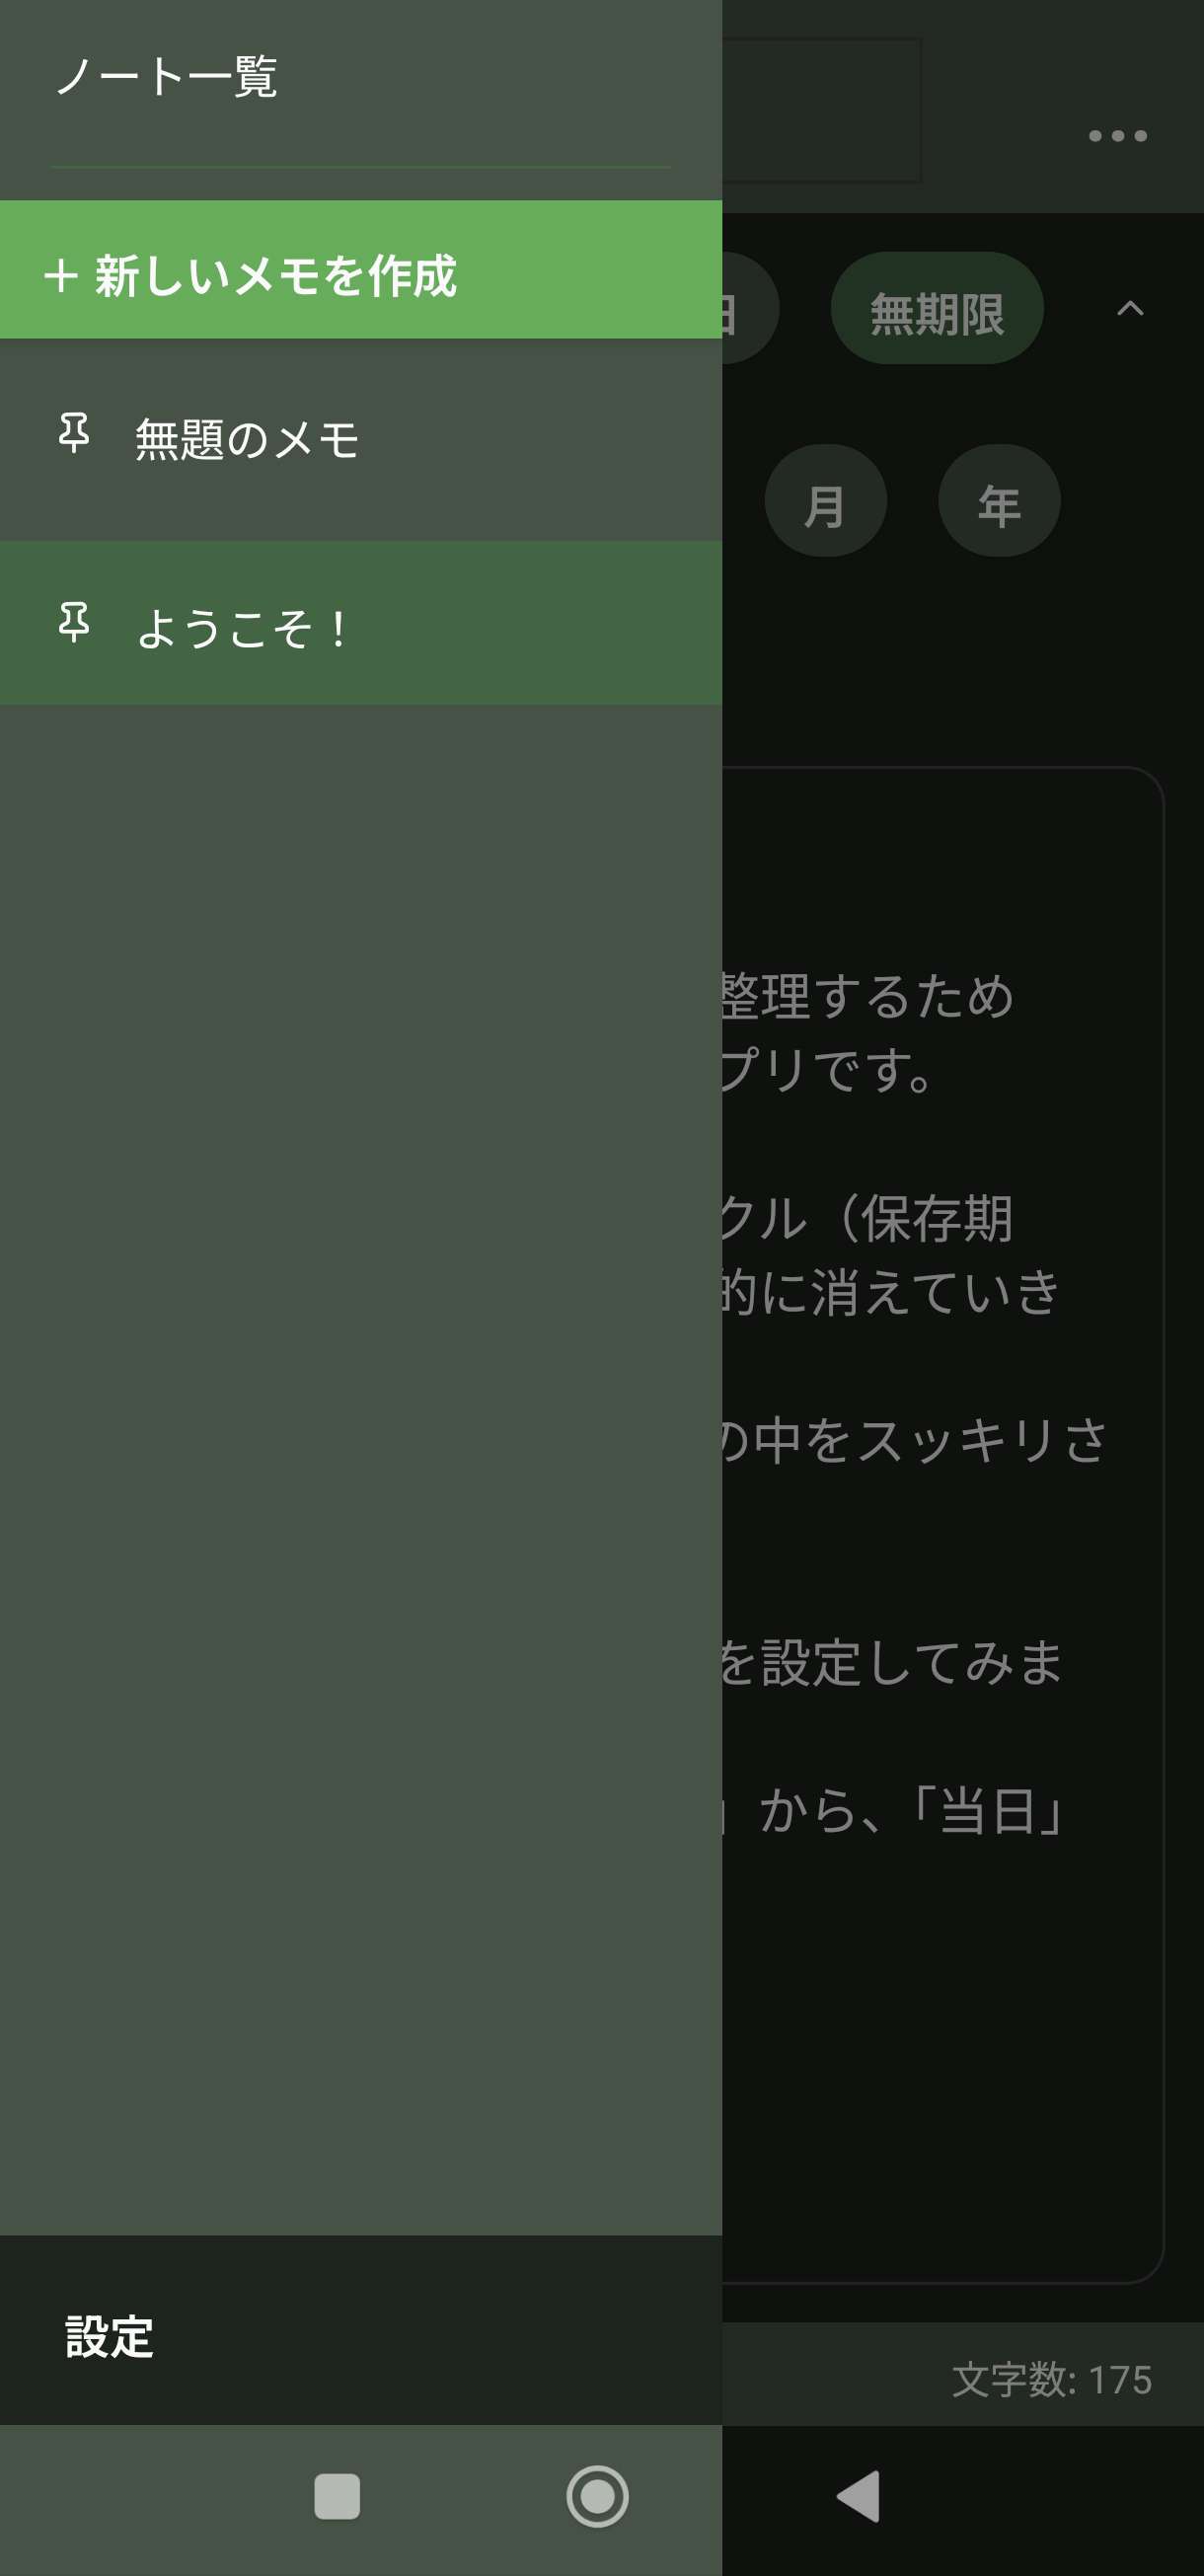 ノート一覧
+ 新しいメモを作成
無題のメモ
ようこそ！
設定
日
無期限
月
年
整理するため
プリです。
クル（保存期
的に消えていき
の中をスッキリさ
を設定してみま
」から、「当日」
文字数: 175